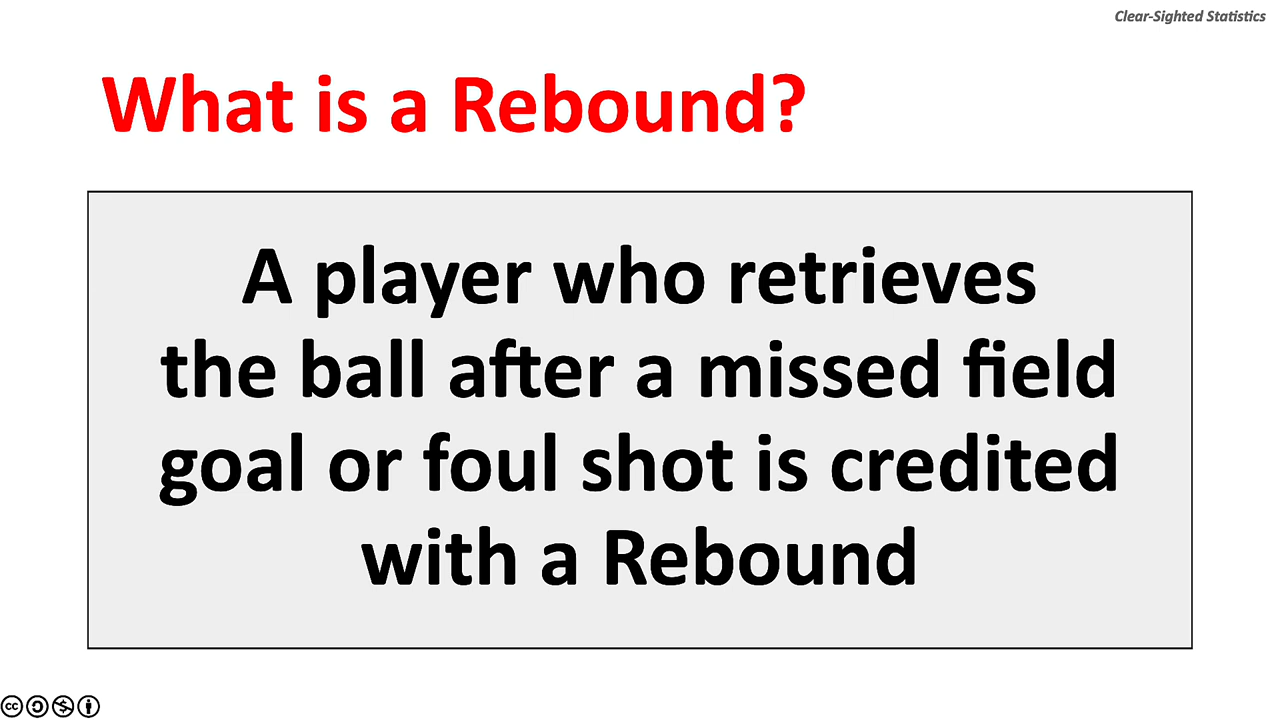 Clear-Sighted Statistics
What is a Rebound?
A player who retrieves
the ball after a missed field
goal or foul shot is credited
with a Rebound